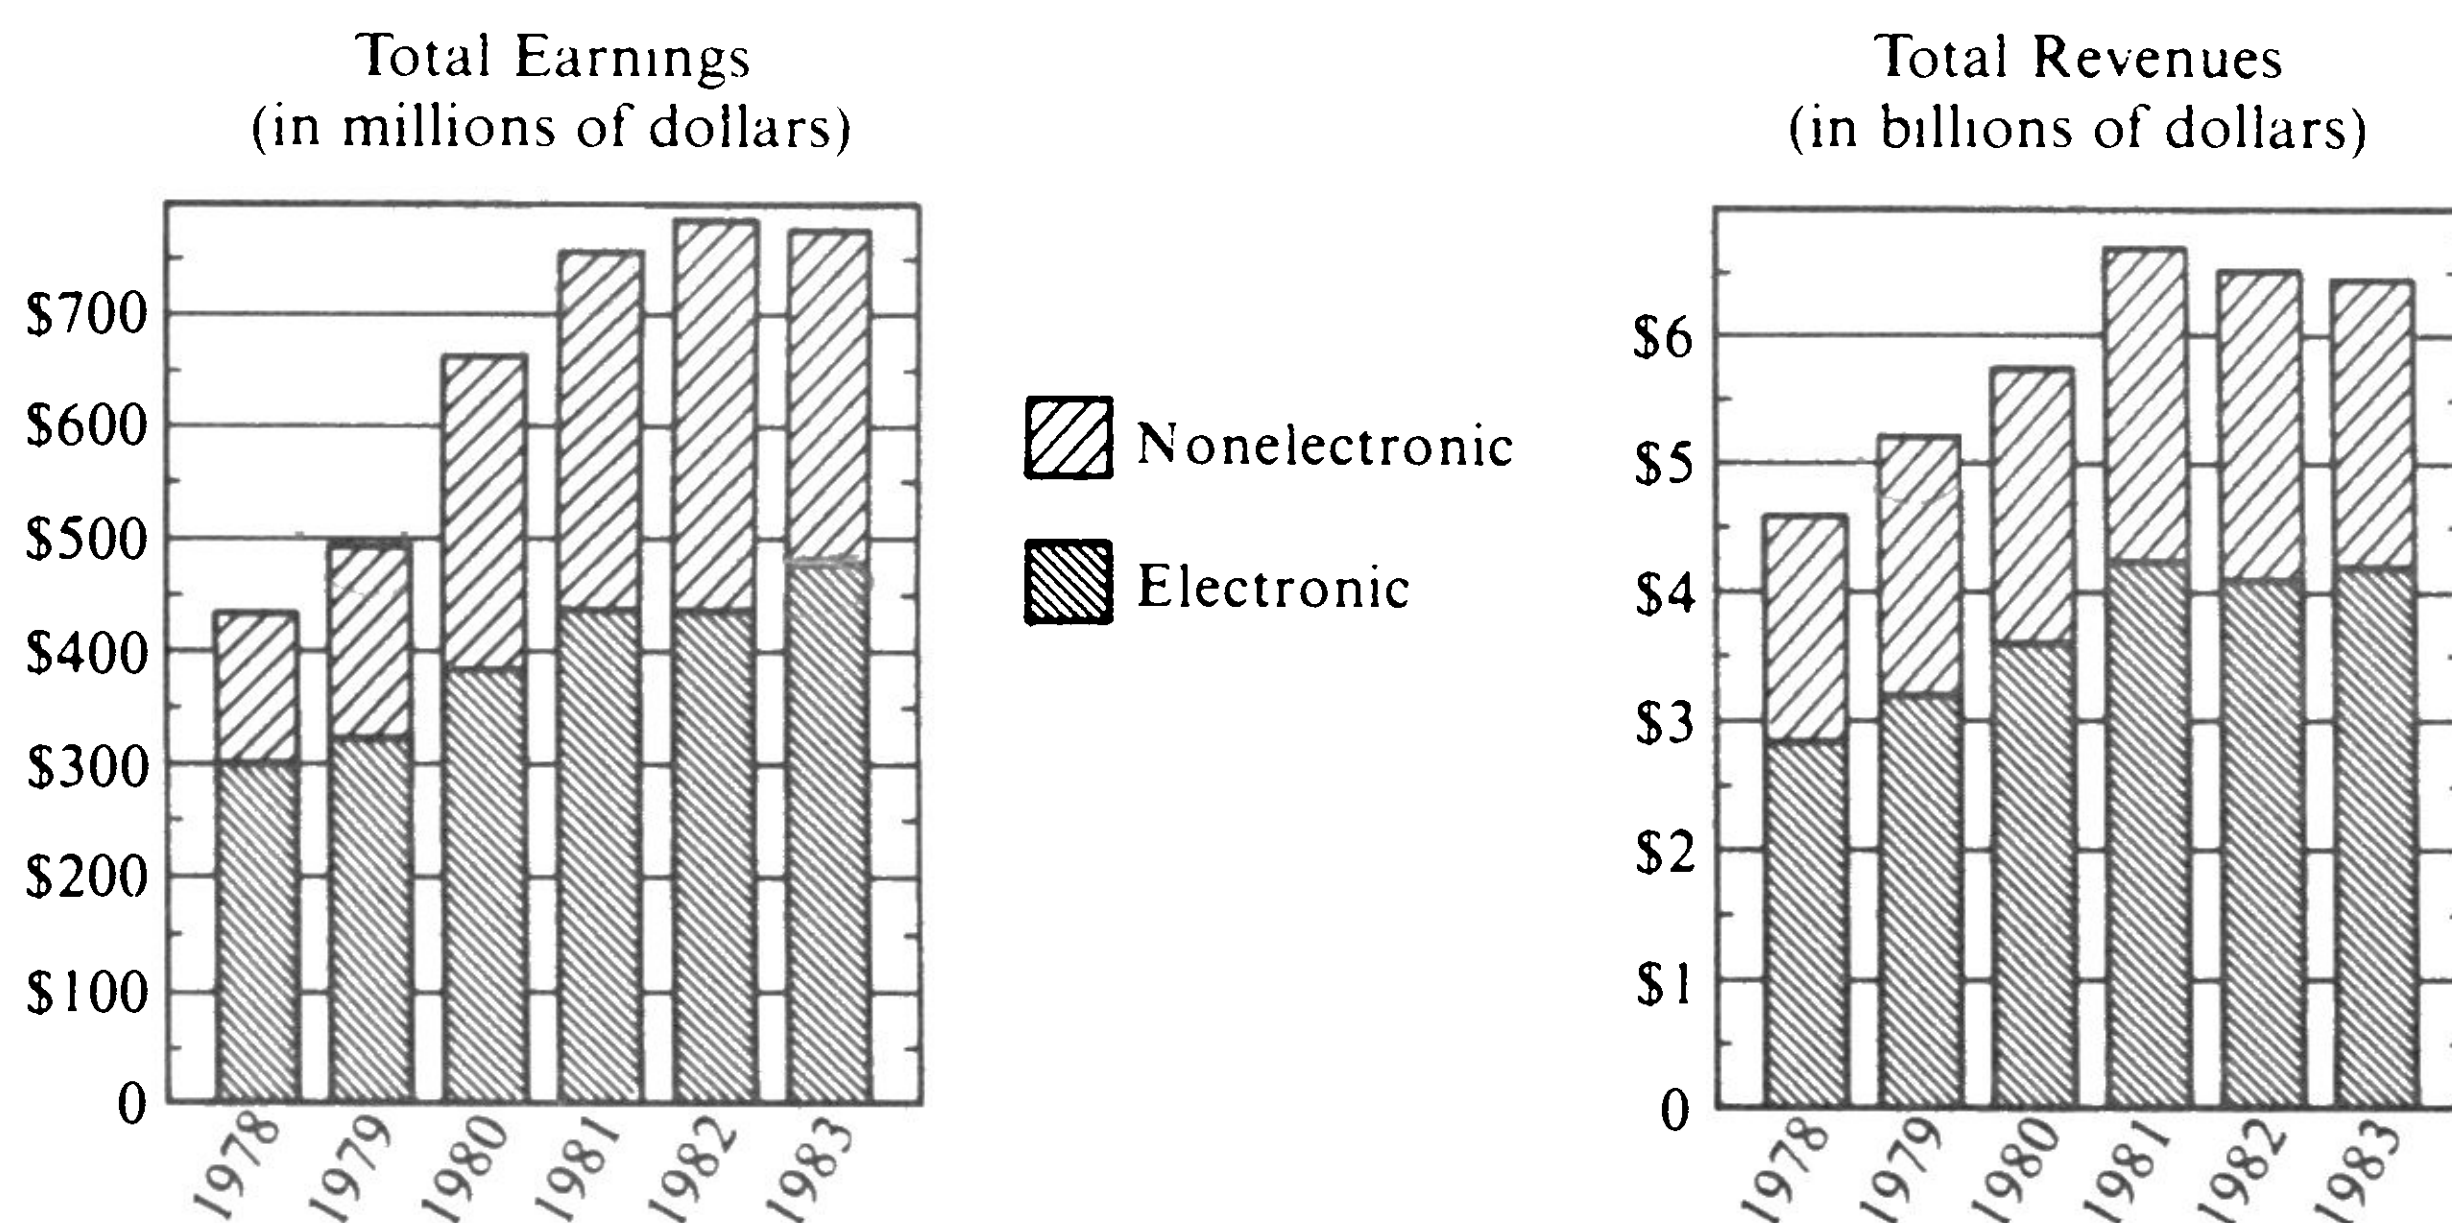 Total Earnings
(in millions of dollars)
$700
$600
$500
$400
$300
$200
$100
0
1978 1979 1980 1981 1982 1983
Nonelectronic
Electronic
Total Revenues
(in billions of dollars)
$6
$5
$4
$3
$2
$1
0
1978 1979 1980 1981 1982 1983